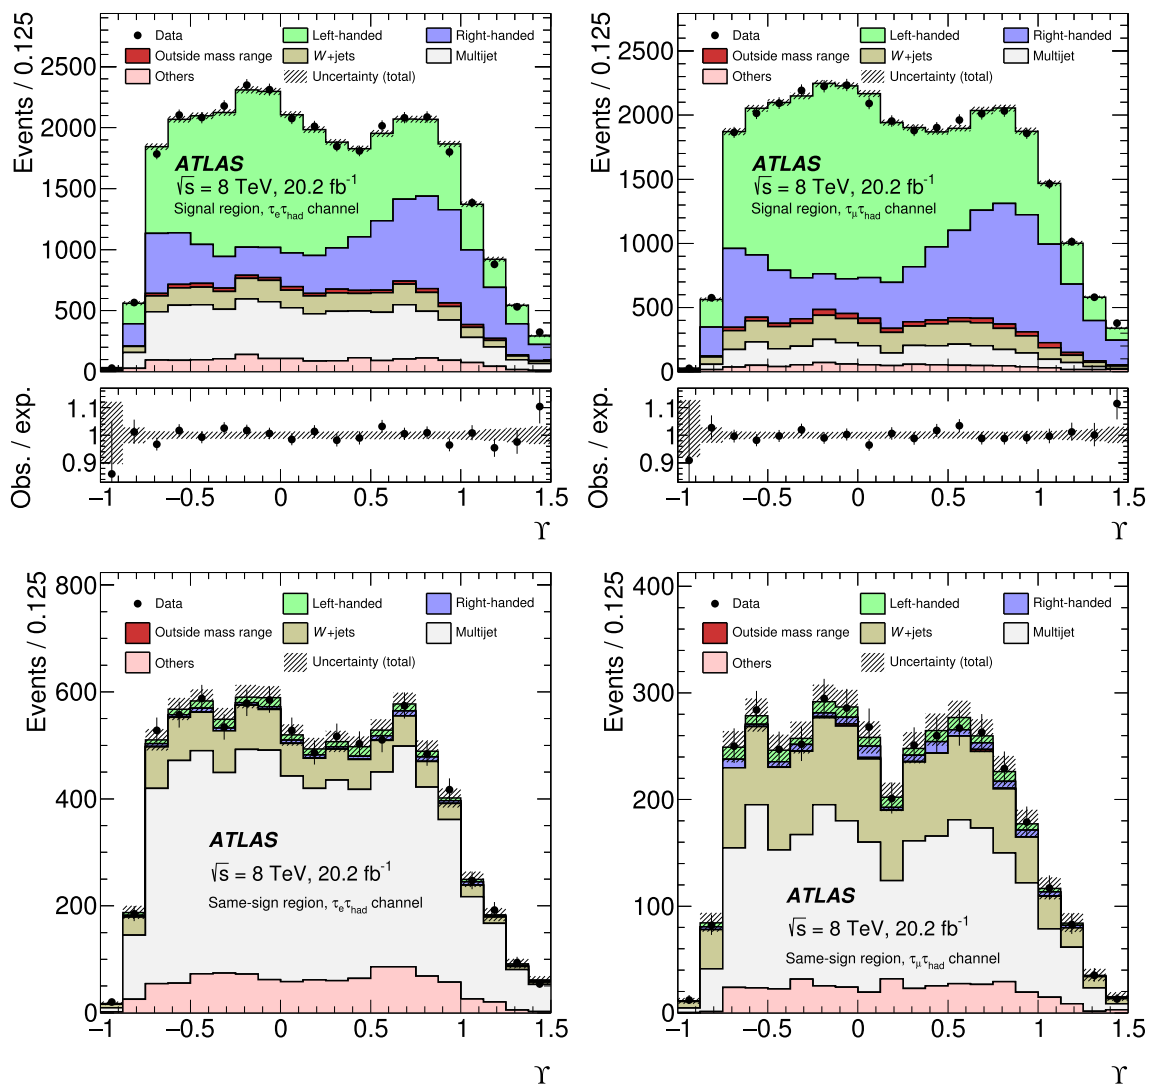 Events / 0.125
2500
2000
1500
1000
500
0
Data
Left-handed
Right-handed
Outside mass range
W+jets
Multijet
Others
Uncertainty (total)
ATLAS
√s = 8 TeV, 20.2 fb⁻¹
Signal region, τₑτ_had channel
Obs. / exp.
1.1
1
0.9
−1 −0.5 0 0.5 1 1.5
ϒ
Events / 0.125
2500
2000
1500
1000
500
0
Data
Left-handed
Right-handed
Outside mass range
W+jets
Multijet
Others
Uncertainty (total)
ATLAS
√s = 8 TeV, 20.2 fb⁻¹
Signal region, τ_μτ_had channel
Obs. / exp.
1.1
1
0.9
−1 −0.5 0 0.5 1 1.5
ϒ
Events / 0.125
800
600
400
200
0
Data
Left-handed
Right-handed
Outside mass range
W+jets
Multijet
Others
Uncertainty (total)
ATLAS
√s = 8 TeV, 20.2 fb⁻¹
Same-sign region, τₑτ_had channel
−1 −0.5 0 0.5 1 1.5
ϒ
Events / 0.125
400
300
200
100
0
Data
Left-handed
Right-handed
Outside mass range
W+jets
Multijet
Others
Uncertainty (total)
ATLAS
√s = 8 TeV, 20.2 fb⁻¹
Same-sign region, τ_μτ_had channel
−1 −0.5 0 0.5 1 1.5
ϒ